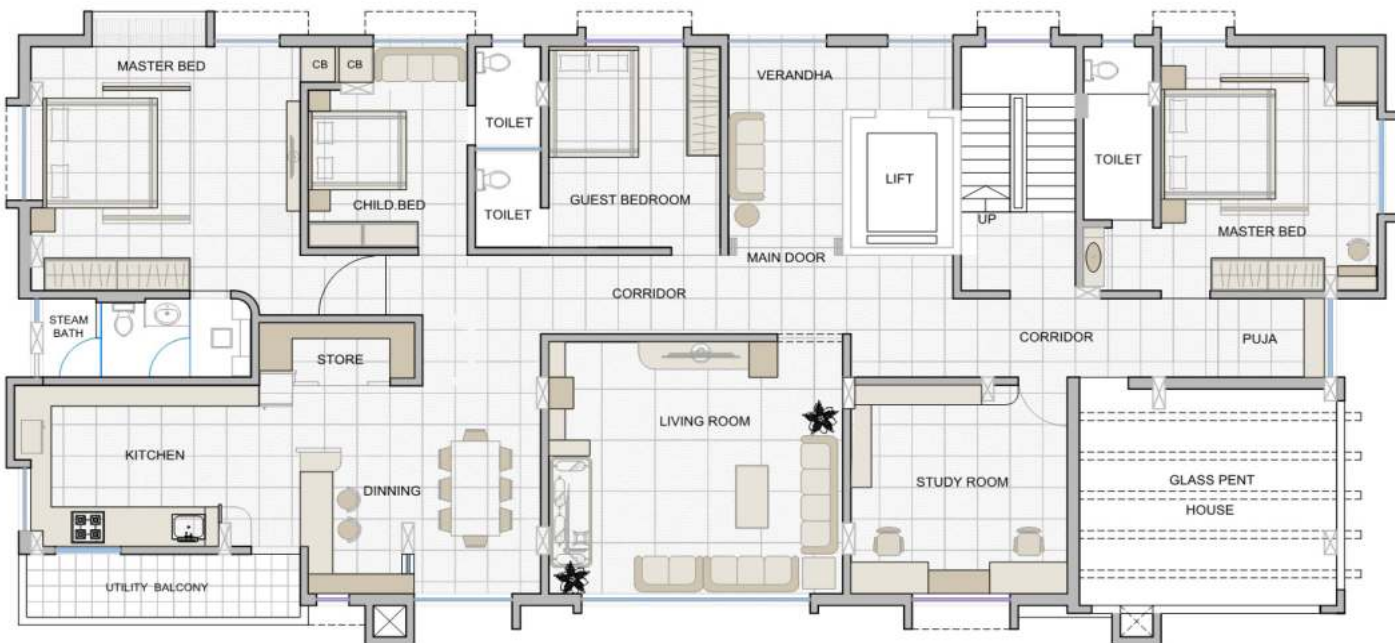 MASTER BED
CB
CB
VERANDHA
TOILET
TOILET
GUEST BEDROOM
CHILD.BED
LIFT
UP
TOILET
MASTER BED
MAIN DOOR
CORRIDOR
STEAM
BATH
STORE
CORRIDOR
PUJA
KITCHEN
DINNING
LIVING ROOM
STUDY ROOM
GLASS PENT
HOUSE
UTILITY BALCONY